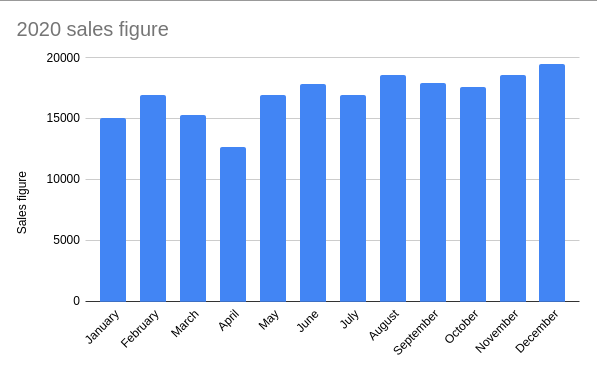 2020 sales figure
20000
15000
10000
5000
0
Sales figure
January
February
March
April
May
June
July
August
September
October
November
December